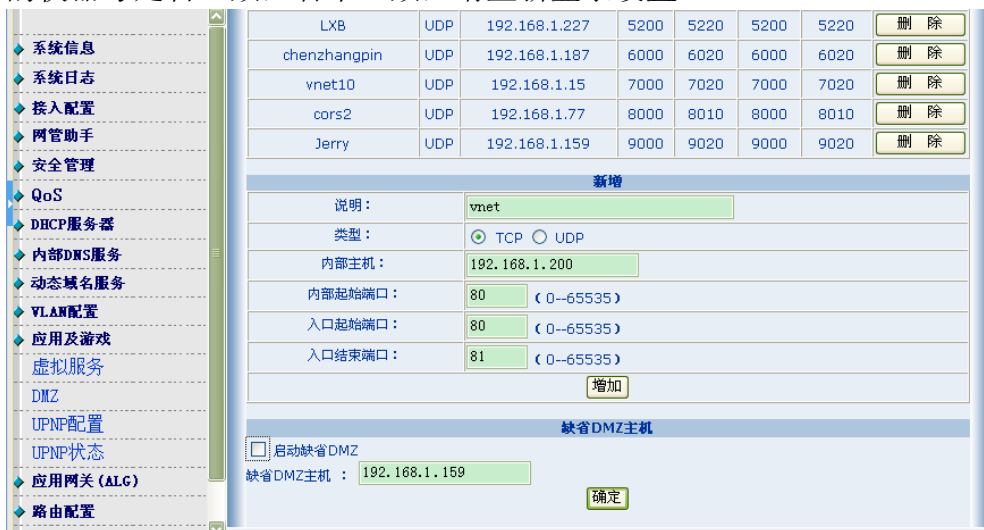 系统信息
系统日志
接入配置
网管助手
安全管理
QoS
DHCP服务器
内部DNS服务
动态域名服务
VLAN配置
应用及游戏
虚拟服务
DMZ
UPNP配置
UPNP状态
应用网关(ALG)
路由配置
LXB UDP 192.168.1.227 5200 5220 5200 5220 删 除
chenzhangpin UDP 192.168.1.187 6000 6020 6000 6020 删 除
vnet10 UDP 192.168.1.15 7000 7020 7000 7020 删 除
cors2 UDP 192.168.1.77 8000 8010 8000 8010 删 除
Jerry UDP 192.168.1.159 9000 9020 9000 9020 删 除
新增
说明： vnet
类型： TCP UDP
内部主机： 192.168.1.200
内部起始端口： 80 (0--65535)
入口起始端口： 80 (0--65535)
入口结束端口： 81 (0--65535)
增加
缺省DMZ主机
启动缺省DMZ
缺省DMZ主机 ： 192.168.1.159
确定